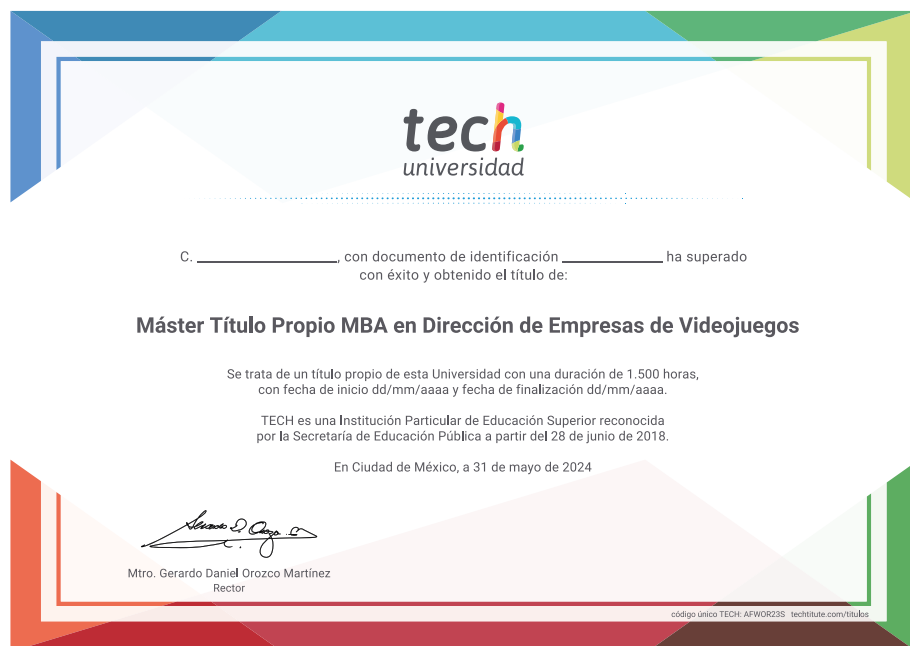 tech
universidad
C. ____________________, con documento de identificación ______________ ha superado
con éxito y obtenido el título de:
Máster Título Propio MBA en Dirección de Empresas de Videojuegos
Se trata de un título propio de esta Universidad con una duración de 1.500 horas,
con fecha de inicio dd/mm/aaaa y fecha de finalización dd/mm/aaaa.
TECH es una Institución Particular de Educación Superior reconocida
por la Secretaría de Educación Pública a partir del 28 de junio de 2018.
En Ciudad de México, a 31 de mayo de 2024
Mtro. Gerardo Daniel Orozco Martínez
Rector
código único TECH: AFWOR23S techtitute.com/titulos